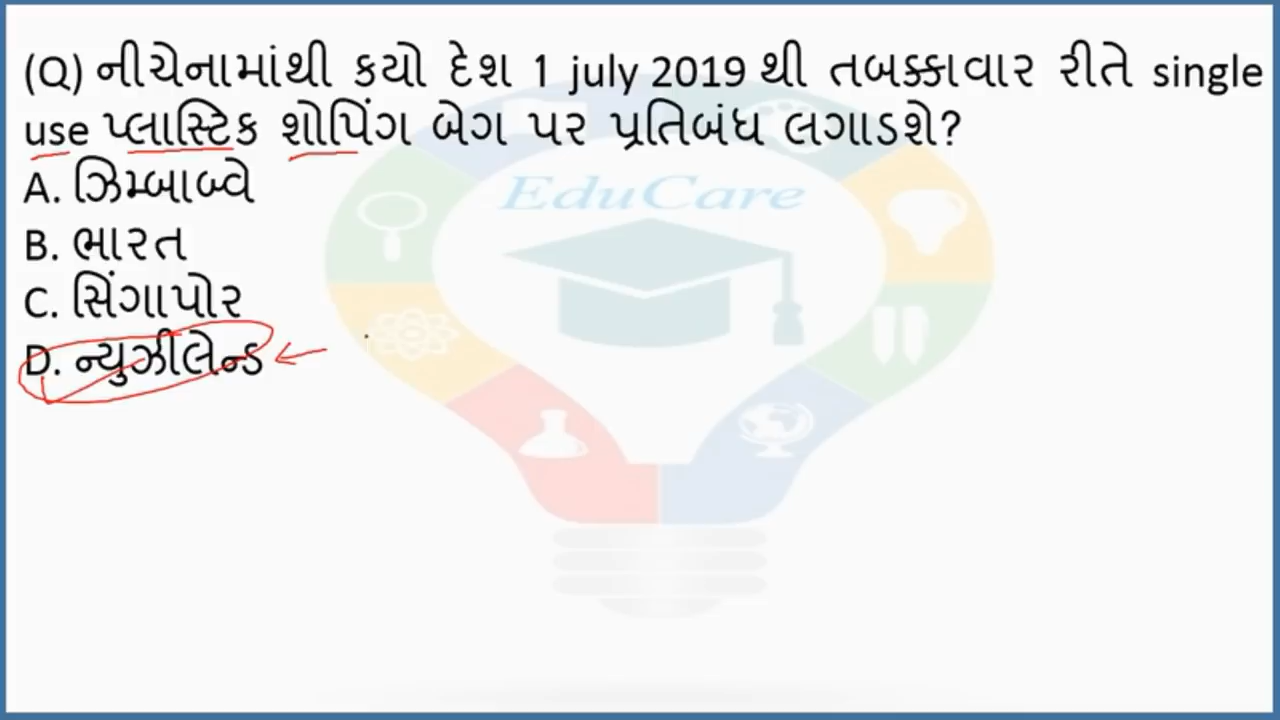 (Q) નીચેનામાંથી કયો દેશ 1 july 2019 થી તબક્કાવાર રીતે single
use પ્લાસ્ટિક શોપિંગ બેગ પર પ્રતિબંધ લગાડશે?
A. ઝિમ્બાબ્વે
B. ભારત
C. સિંગાપોર
D. ન્યુઝીલેન્ડ
EduCare